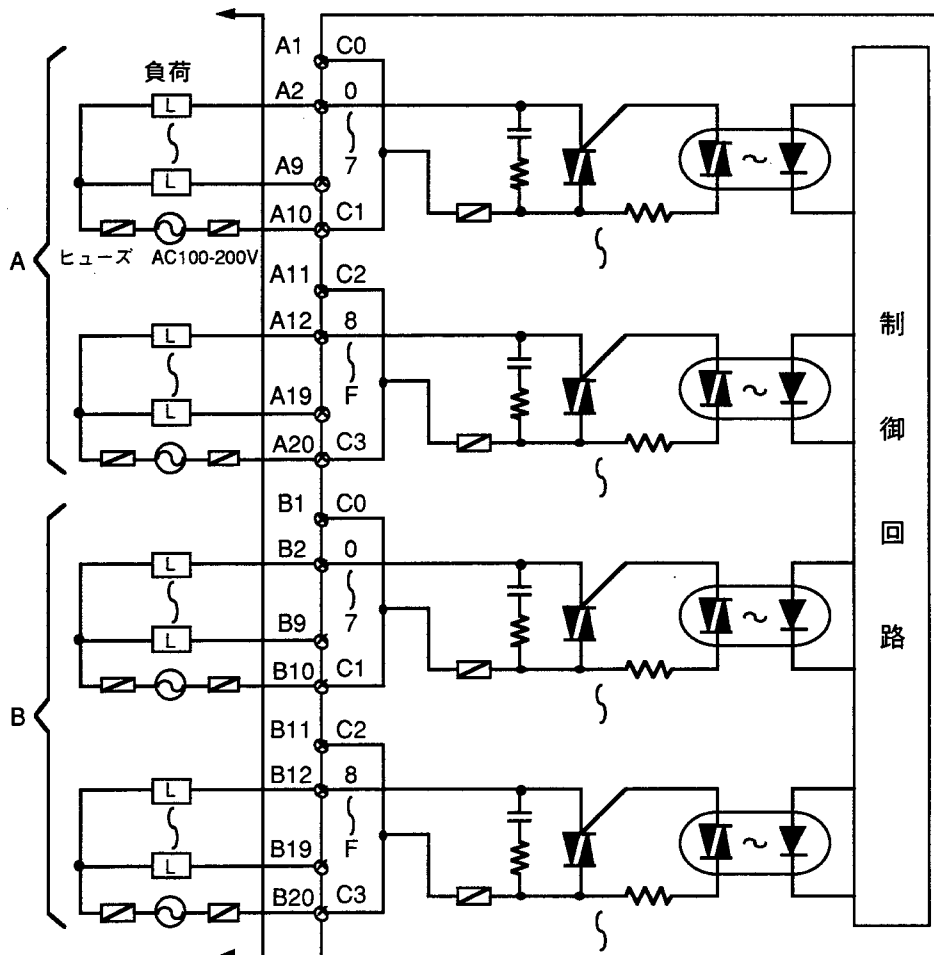 A1 C0
負荷
L A2 0
L A9 7
A10 C1
A ヒューズ AC100-200V
A11 C2
L A12 8
L A19 F
A20 C3
B1 C0
L B2 0
L B9 7
B10 C1
B
B11 C2
L B12 8
L B19 F
B20 C3
制御回路